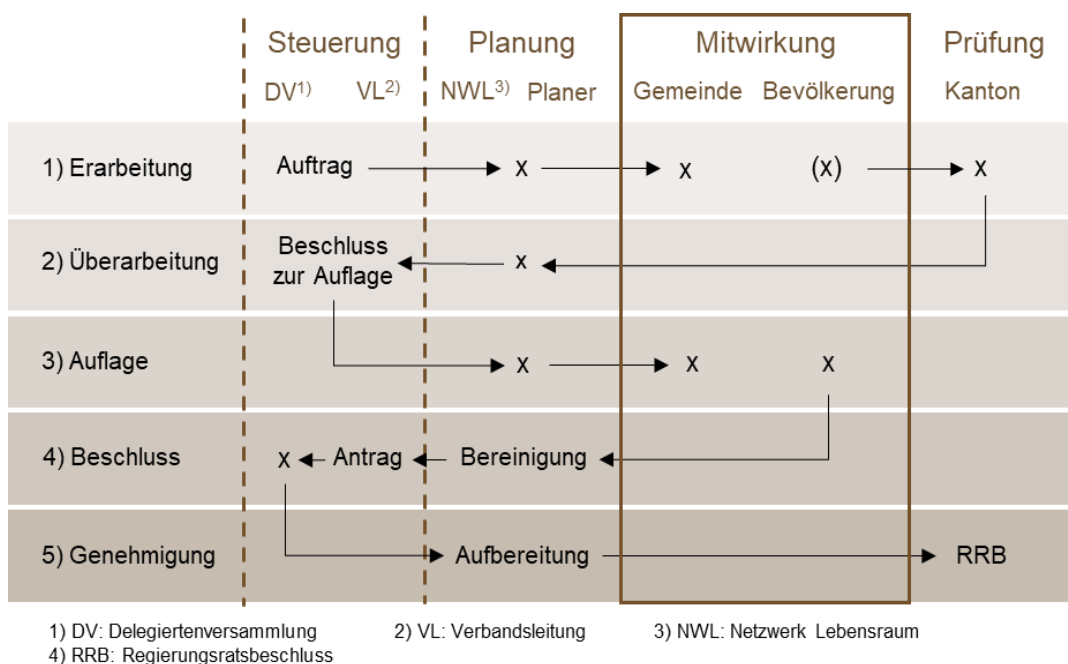 Steuerung Planung Mitwirkung Prüfung
DV1) VL2) NWL3) Planer Gemeinde Bevölkerung Kanton
1) Erarbeitung Auftrag x x (x) x
2) Überarbeitung Beschluss zur Auflage x
3) Auflage x x x
4) Beschluss x Antrag Bereinigung
5) Genehmigung Aufbereitung RRB
1) DV: Delegiertenversammlung 2) VL: Verbandsleitung 3) NWL: Netzwerk Lebensraum
4) RRB: Regierungsratsbeschluss